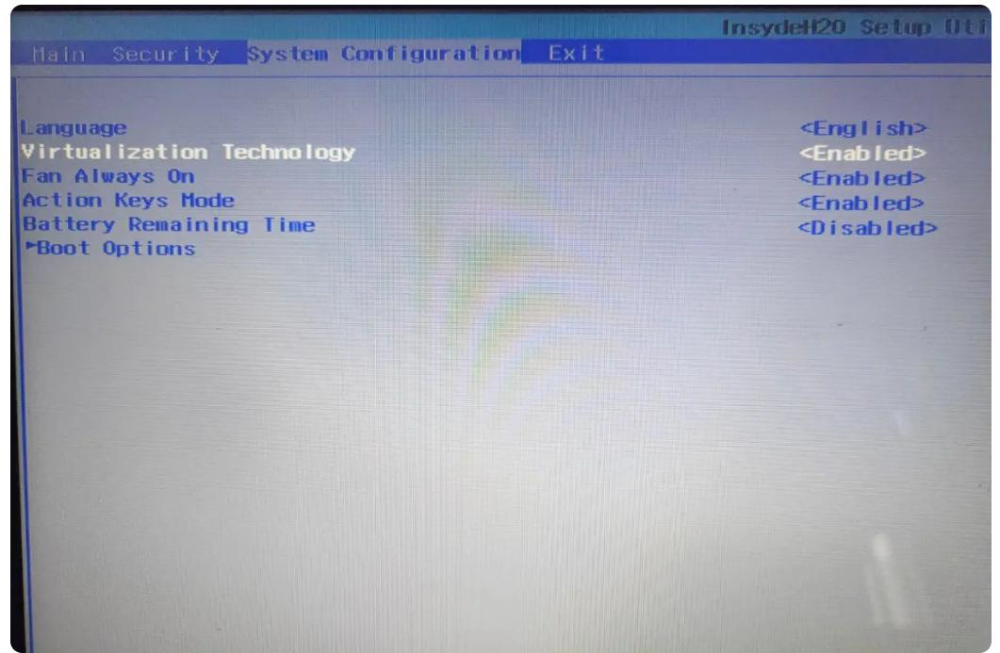 InsydeH20 Setup Uti
Main Security System Configuration Exit
Language <English>
Virtualization Technology <Enabled>
Fan Always On <Enabled>
Action Keys Mode <Enabled>
Battery Remaining Time <Disabled>
►Boot Options